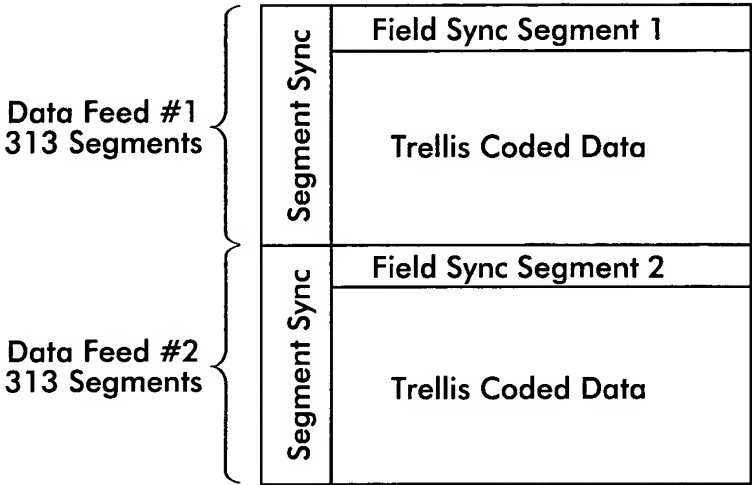 Segment Sync
Field Sync Segment 1
Data Feed #1
313 Segments
Trellis Coded Data
Segment Sync
Field Sync Segment 2
Data Feed #2
313 Segments
Trellis Coded Data